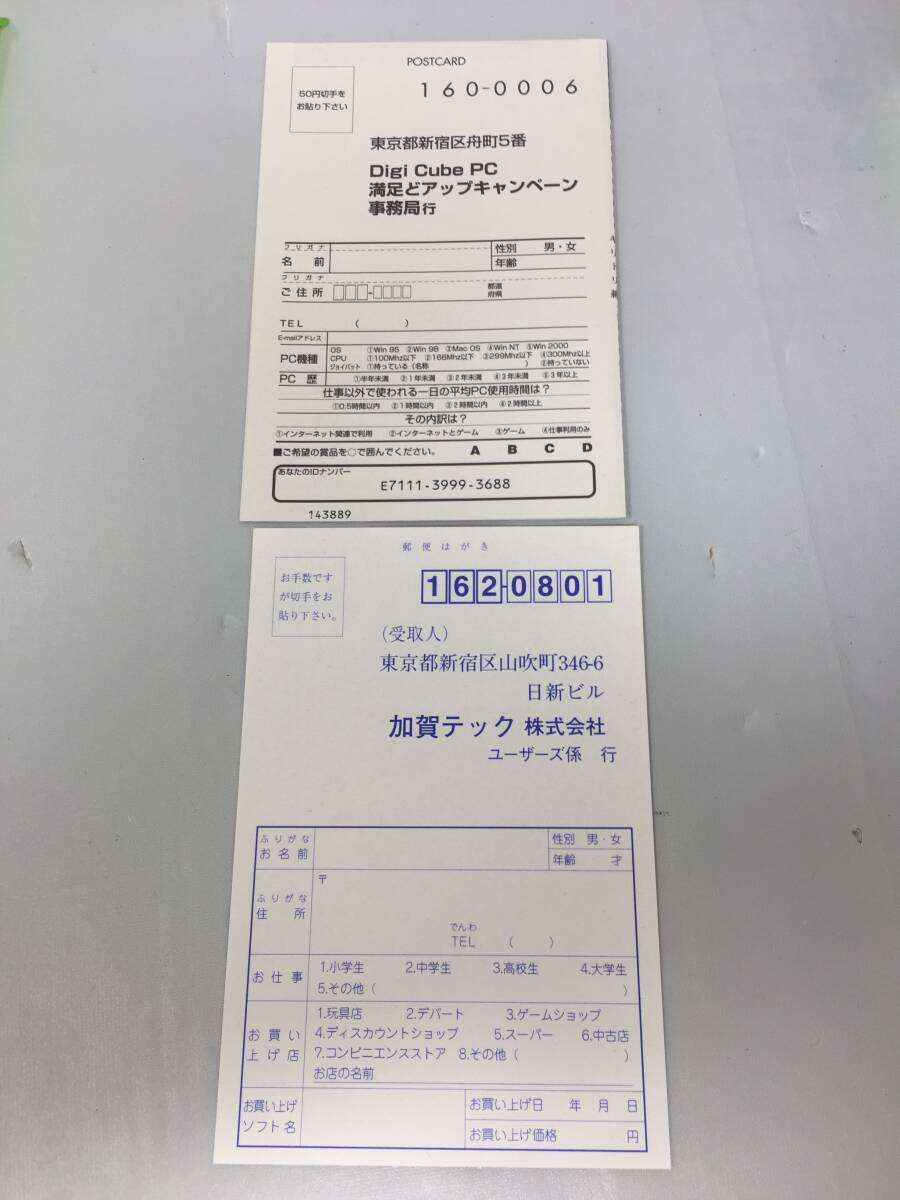 POSTCARD
50円切手を
お貼り下さい
160-0006
東京都新宿区舟町5番
Digi Cube PC
満足どアップキャンペーン
事務局行
フリガナ
名前
性別 男・女
年齢
フリガナ
ご住所
都道
府県
TEL ( )
E-mailアドレス
PC機種
OS ①Win 95 ②Win 98 ③Mac OS ④Win NT ⑤Win 2000
CPU ①100Mhz以下 ②166Mhz以下 ③299Mhz以下 ④300Mhz以上
ジョイパット ①持っている(名称 ) ②持っていない
PC歴 ①半年未満 ②1年未満 ③2年未満 ④3年未満 ⑤3年以上
仕事以外で使われる一日の平均PC使用時間は?
①0.5時間以内 ②1時間以内 ③2時間以内 ④2時間以上
その内訳は?
①インターネット関連で利用 ②インターネットとゲーム ③ゲーム ④仕事利用のみ
■ご希望の賞品を○で囲んでください。 A B C D
あなたのIDナンバー
E7111-3999-3688
143889
郵便はがき
お手数です
が切手をお
貼り下さい。
162-0801
(受取人)
東京都新宿区山吹町346-6
日新ビル
加賀テック 株式会社
ユーザーズ係 行
ふりがな
お名前
性別 男・女
年齢 才
ふりがな
住所
〒
でんわ
TEL ( )
お仕事
1.小学生 2.中学生 3.高校生 4.大学生
5.その他( )
お買い
上げ店
1.玩具店 2.デパート 3.ゲームショップ
4.ディスカウントショップ 5.スーパー 6.中古店
7.コンビニエンスストア 8.その他( )
お店の名前
お買い上げ
ソフト名
お買い上げ日 年 月 日
お買い上げ価格 円